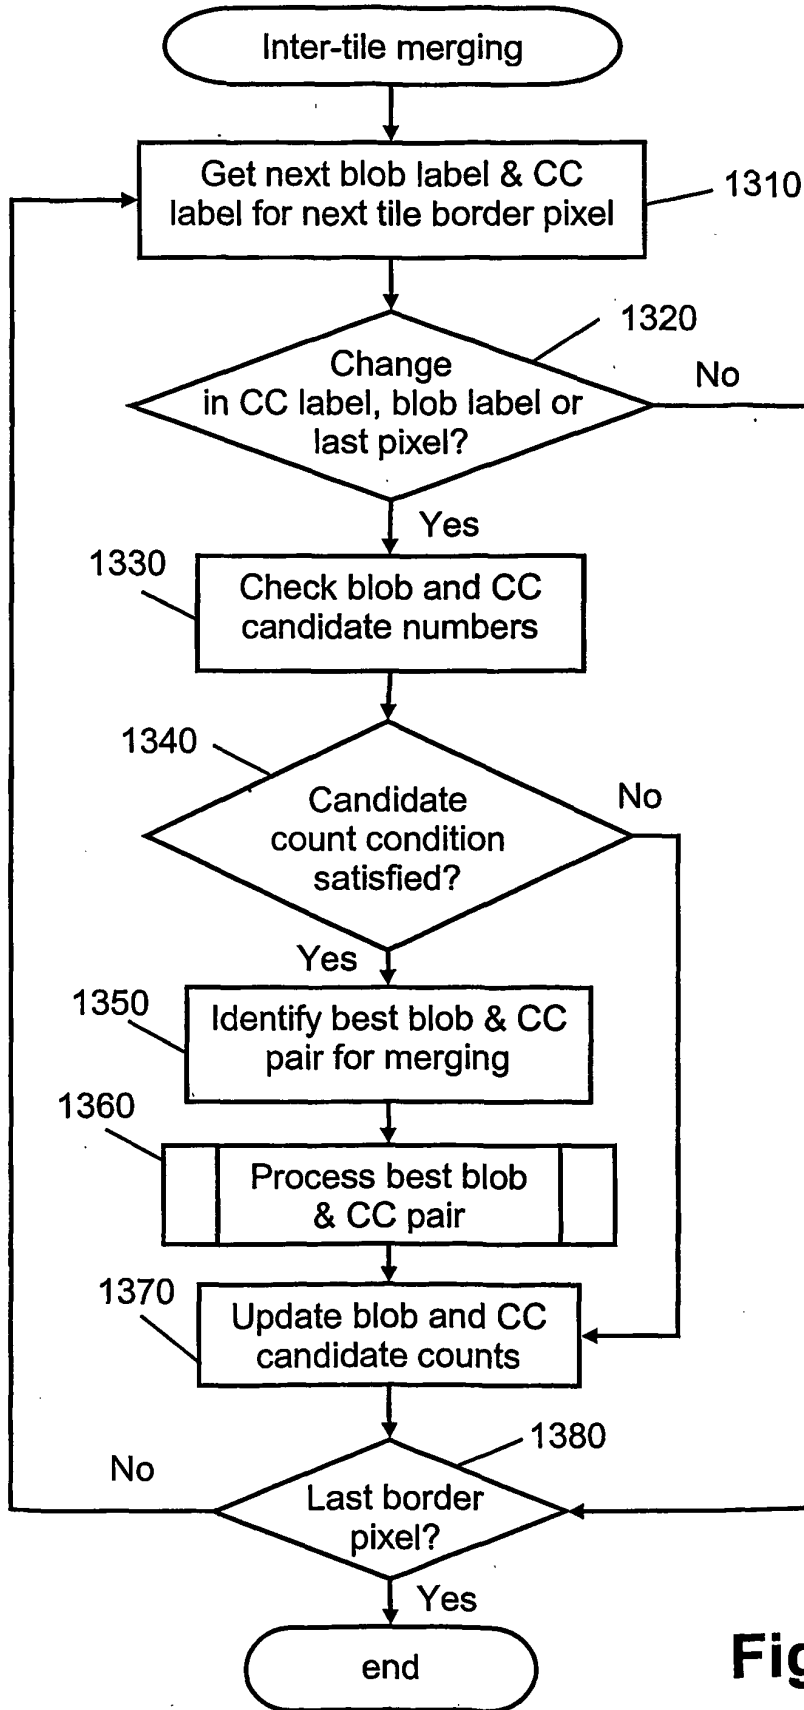 Inter-tile merging
Get next blob label & CC
label for next tile border pixel
1310
1320
Change
in CC label, blob label or
last pixel?
No
Yes
1330
Check blob and CC
candidate numbers
1340
Candidate
count condition
satisfied?
No
Yes
1350
Identify best blob & CC
pair for merging
1360
Process best blob
& CC pair
1370
Update blob and CC
candidate counts
1380
No
Last border
pixel?
Yes
end
Fig